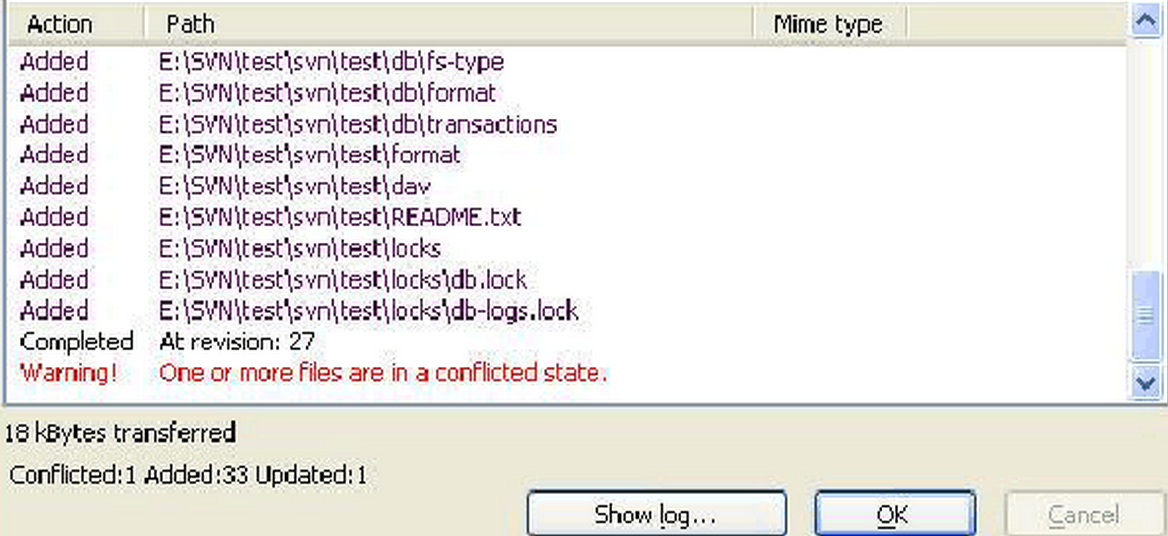 Action Path Mime type
Added E:\SVN\test\svn\test\db\fs-type
Added E:\SVN\test\svn\test\db\format
Added E:\SVN\test\svn\test\db\transactions
Added E:\SVN\test\svn\test\format
Added E:\SVN\test\svn\test\dav
Added E:\SVN\test\svn\test\README.txt
Added E:\SVN\test\svn\test\locks
Added E:\SVN\test\svn\test\locks\db.lock
Added E:\SVN\test\svn\test\locks\db-logs.lock
Completed At revision: 27
Warning! One or more files are in a conflicted state.
18 kBytes transferred
Conflicted:1 Added:33 Updated:1
Show log... OK Cancel